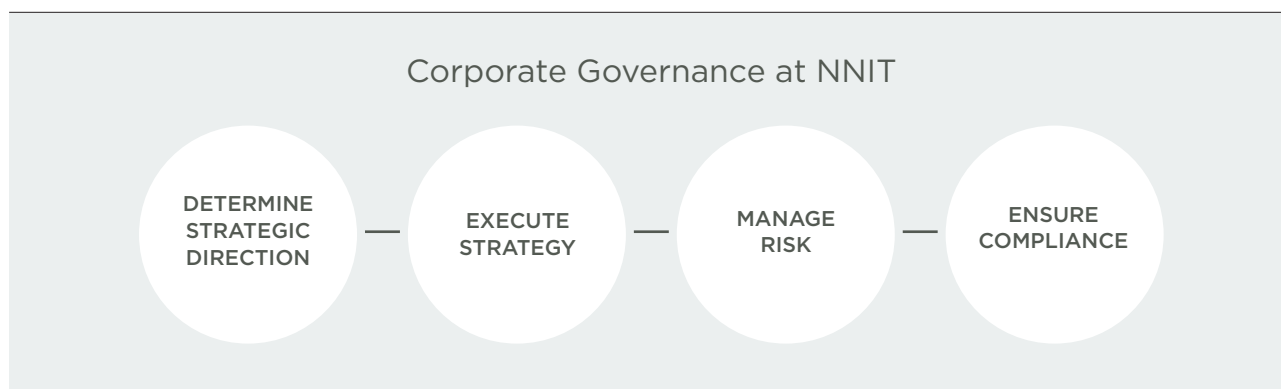 Corporate Governance at NNIT
DETERMINE
STRATEGIC
DIRECTION
EXECUTE
STRATEGY
MANAGE
RISK
ENSURE
COMPLIANCE